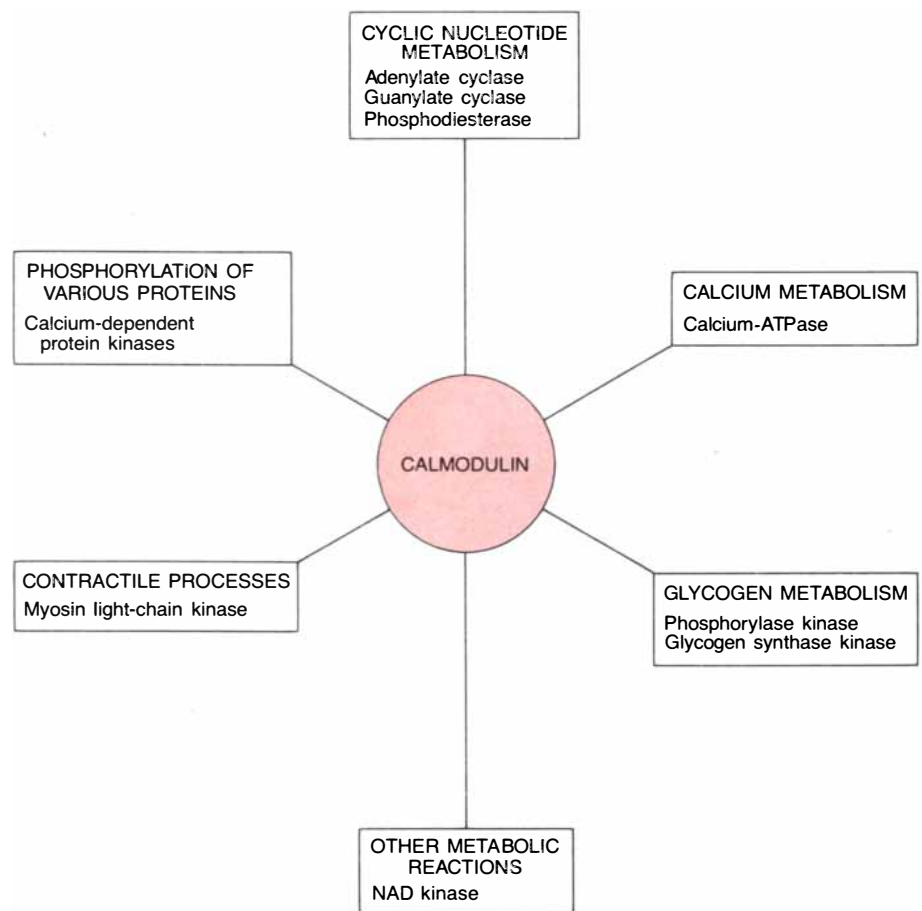 CYCLIC NUCLEOTIDE
METABOLISM
Adenylate cyclase
Guanylate cyclase
Phosphodiesterase
PHOSPHORYLATION OF
VARIOUS PROTEINS
Calcium-dependent
protein kinases
CALCIUM METABOLISM
Calcium-ATPase
CALMODULIN
CONTRACTILE PROCESSES
Myosin light-chain kinase
GLYCOGEN METABOLISM
Phosphorylase kinase
Glycogen synthase kinase
OTHER METABOLIC
REACTIONS
NAD kinase